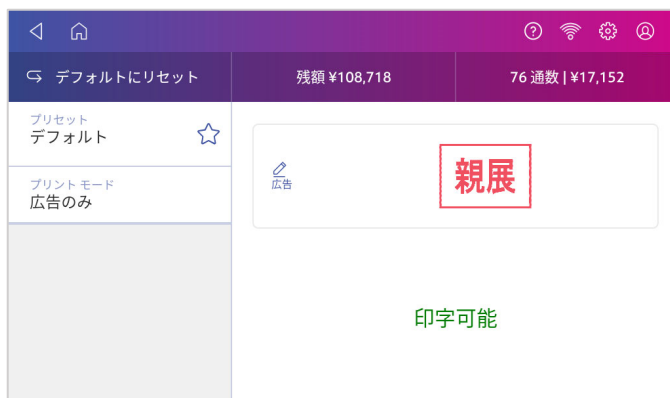 デフォルトにリセット
残額 ¥108,718
76 通数 | ¥17,152
プリセット
デフォルト
プリント モード
広告のみ
広告
親展
印字可能